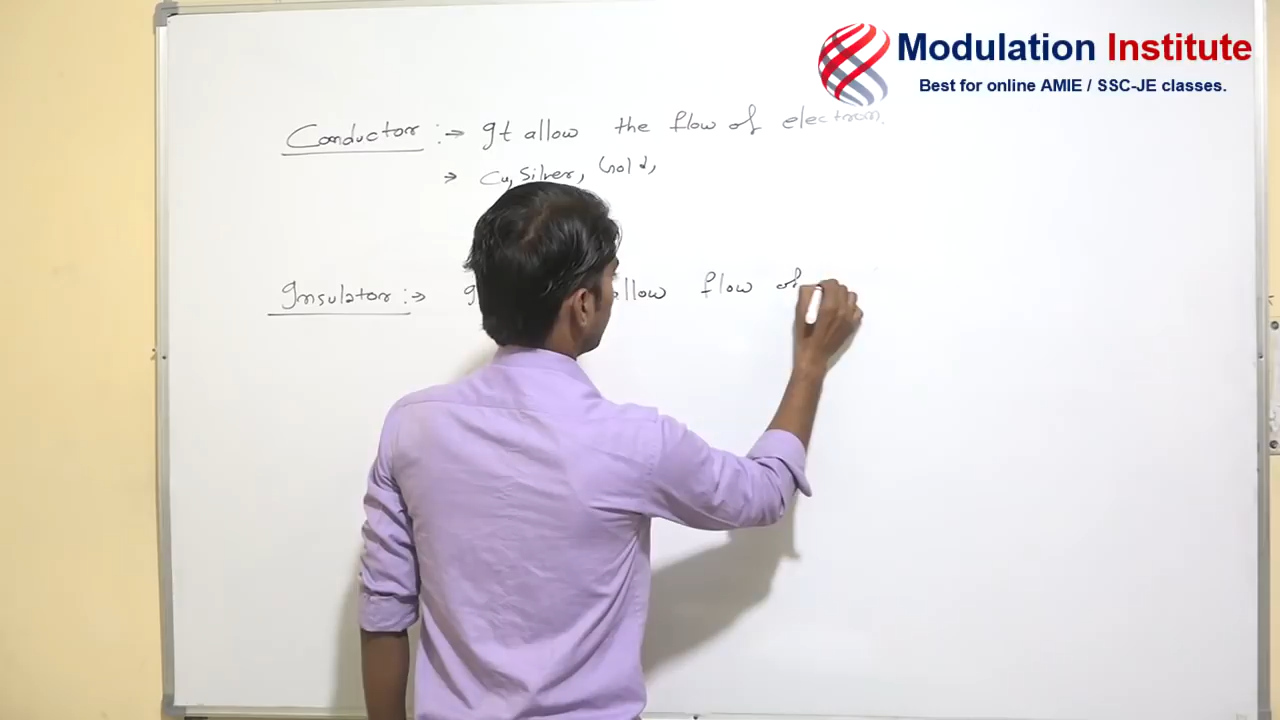 Modulation Institute
Best for online AMIE / SSC-JE classes.
Conductor :→ It allow the flow of electron.
→ Cu, Silver, Gold,
Insulator :→ allow flow of